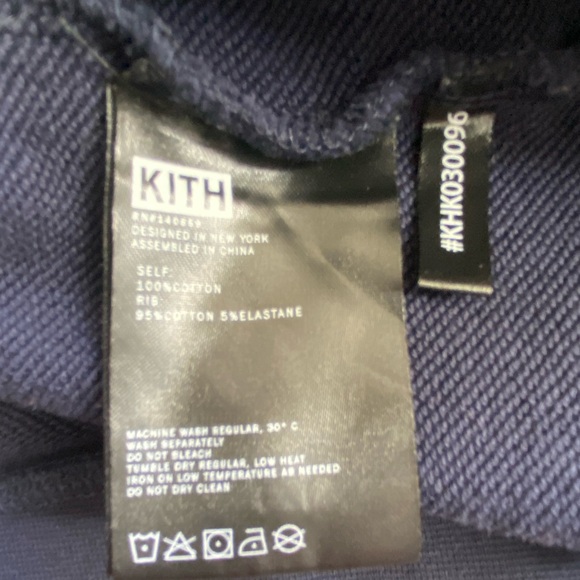 KITH
RN#140869
DESIGNED IN NEW YORK
ASSEMBLED IN CHINA
SELF:
100%COTTON
RIB:
95%COTTON 5%ELASTANE
MACHINE WASH REGULAR, 30° C
WASH SEPARATELY
DO NOT BLEACH
TUMBLE DRY REGULAR, LOW HEAT
IRON ON LOW TEMPERATURE AS NEEDED
DO NOT DRY CLEAN
#KHK030096